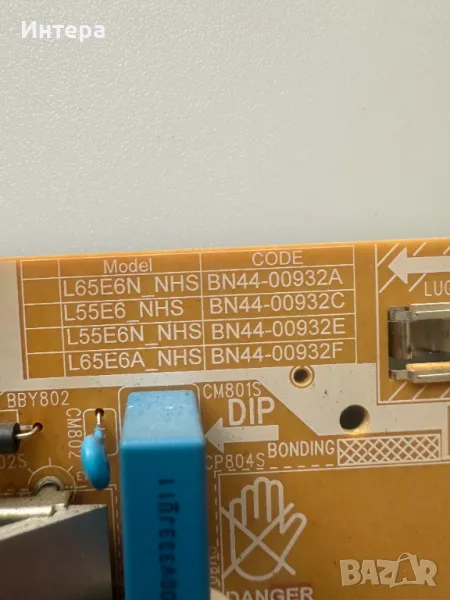 Интера
Model CODE
L65E6N_NHS BN44-00932A
L55E6_NHS BN44-00932C
L55E6N_NHS BN44-00932E
L65E6A_NHS BN44-00932F
BBY802
CM802
CM801S
DIP
BONDING
CP804S
DANGER
BAZAR